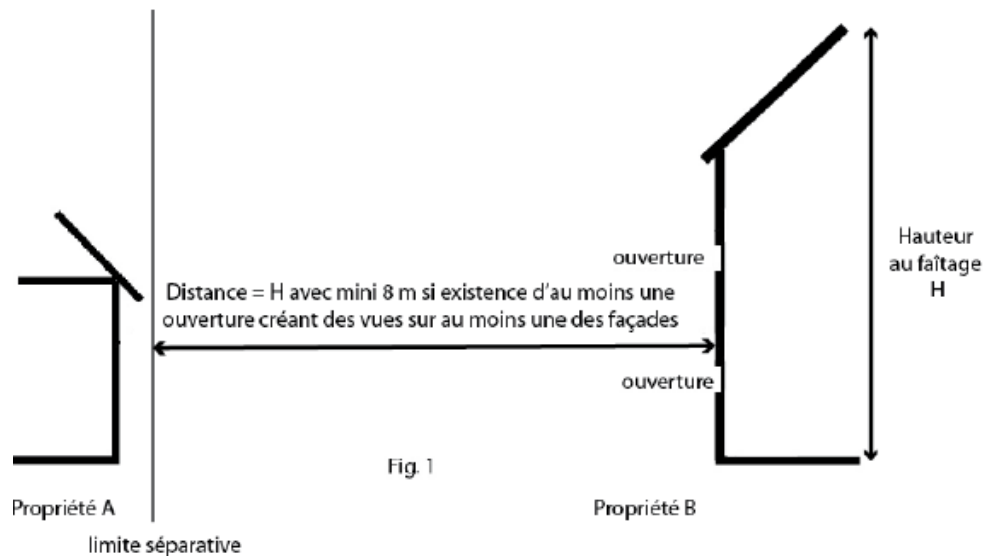 Hauteur
au faîtage
H
ouverture
Distance = H avec mini 8 m si existence d'au moins une
ouverture créant des vues sur au moins une des façades
ouverture
Fig. 1
Propriété A
Propriété B
limite séparative